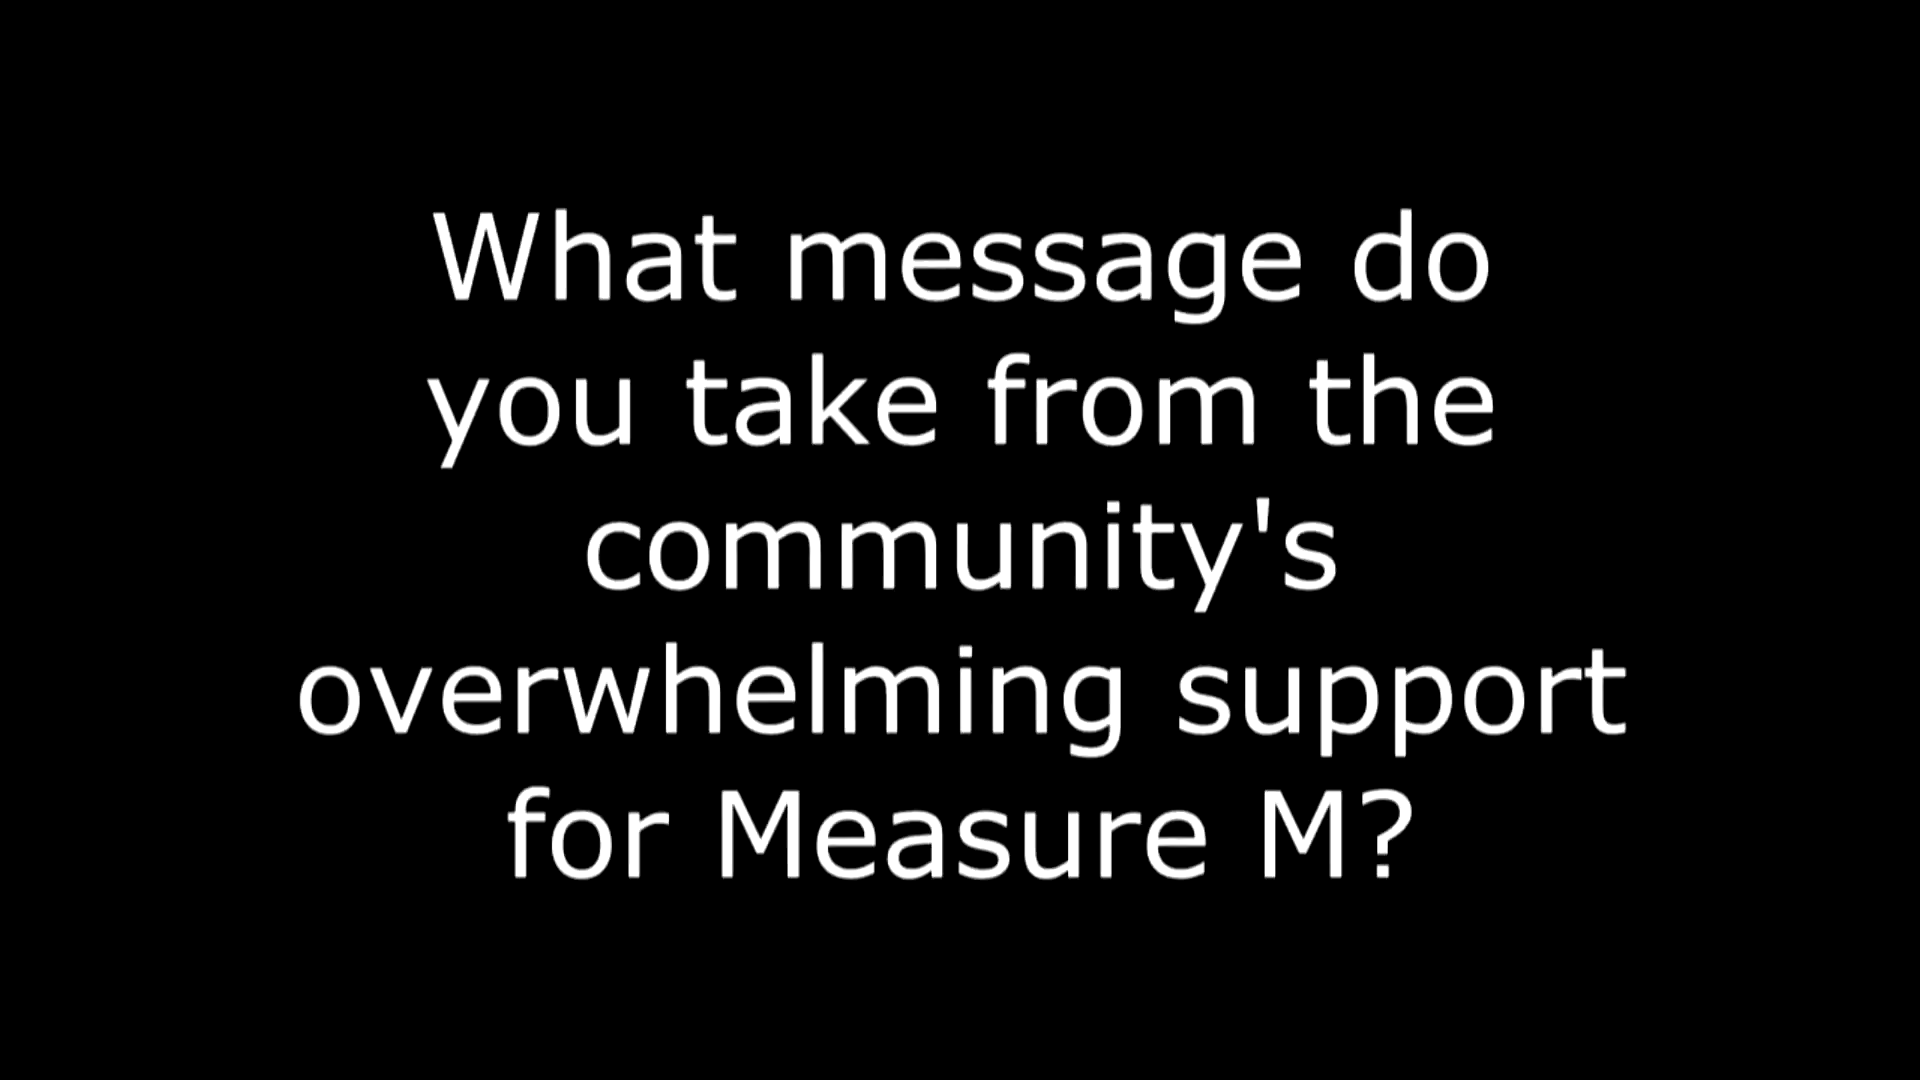 What message do
you take from the
community's
overwhelming support
for Measure M?